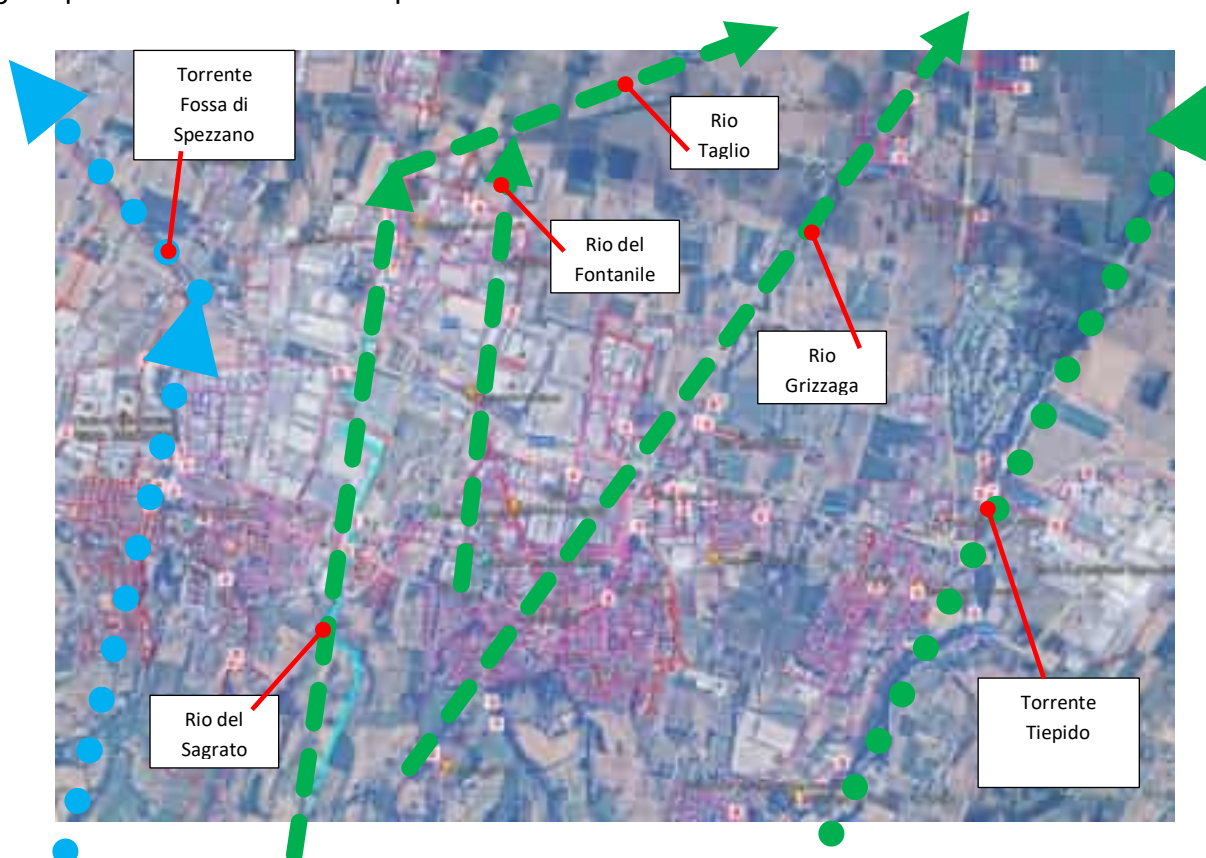 Torrente
Fossa di
Spezzano
Rio
Taglio
Rio del
Fontanile
Rio
Grizzaga
Rio del
Sagrato
Torrente
Tiepido